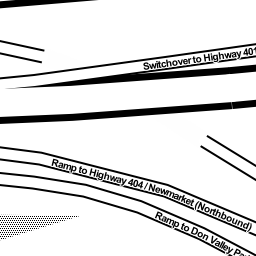 Switchover to Highway 401
Ramp to Highway 404 / Newmarket (Northbound)
Ramp to Don Valley